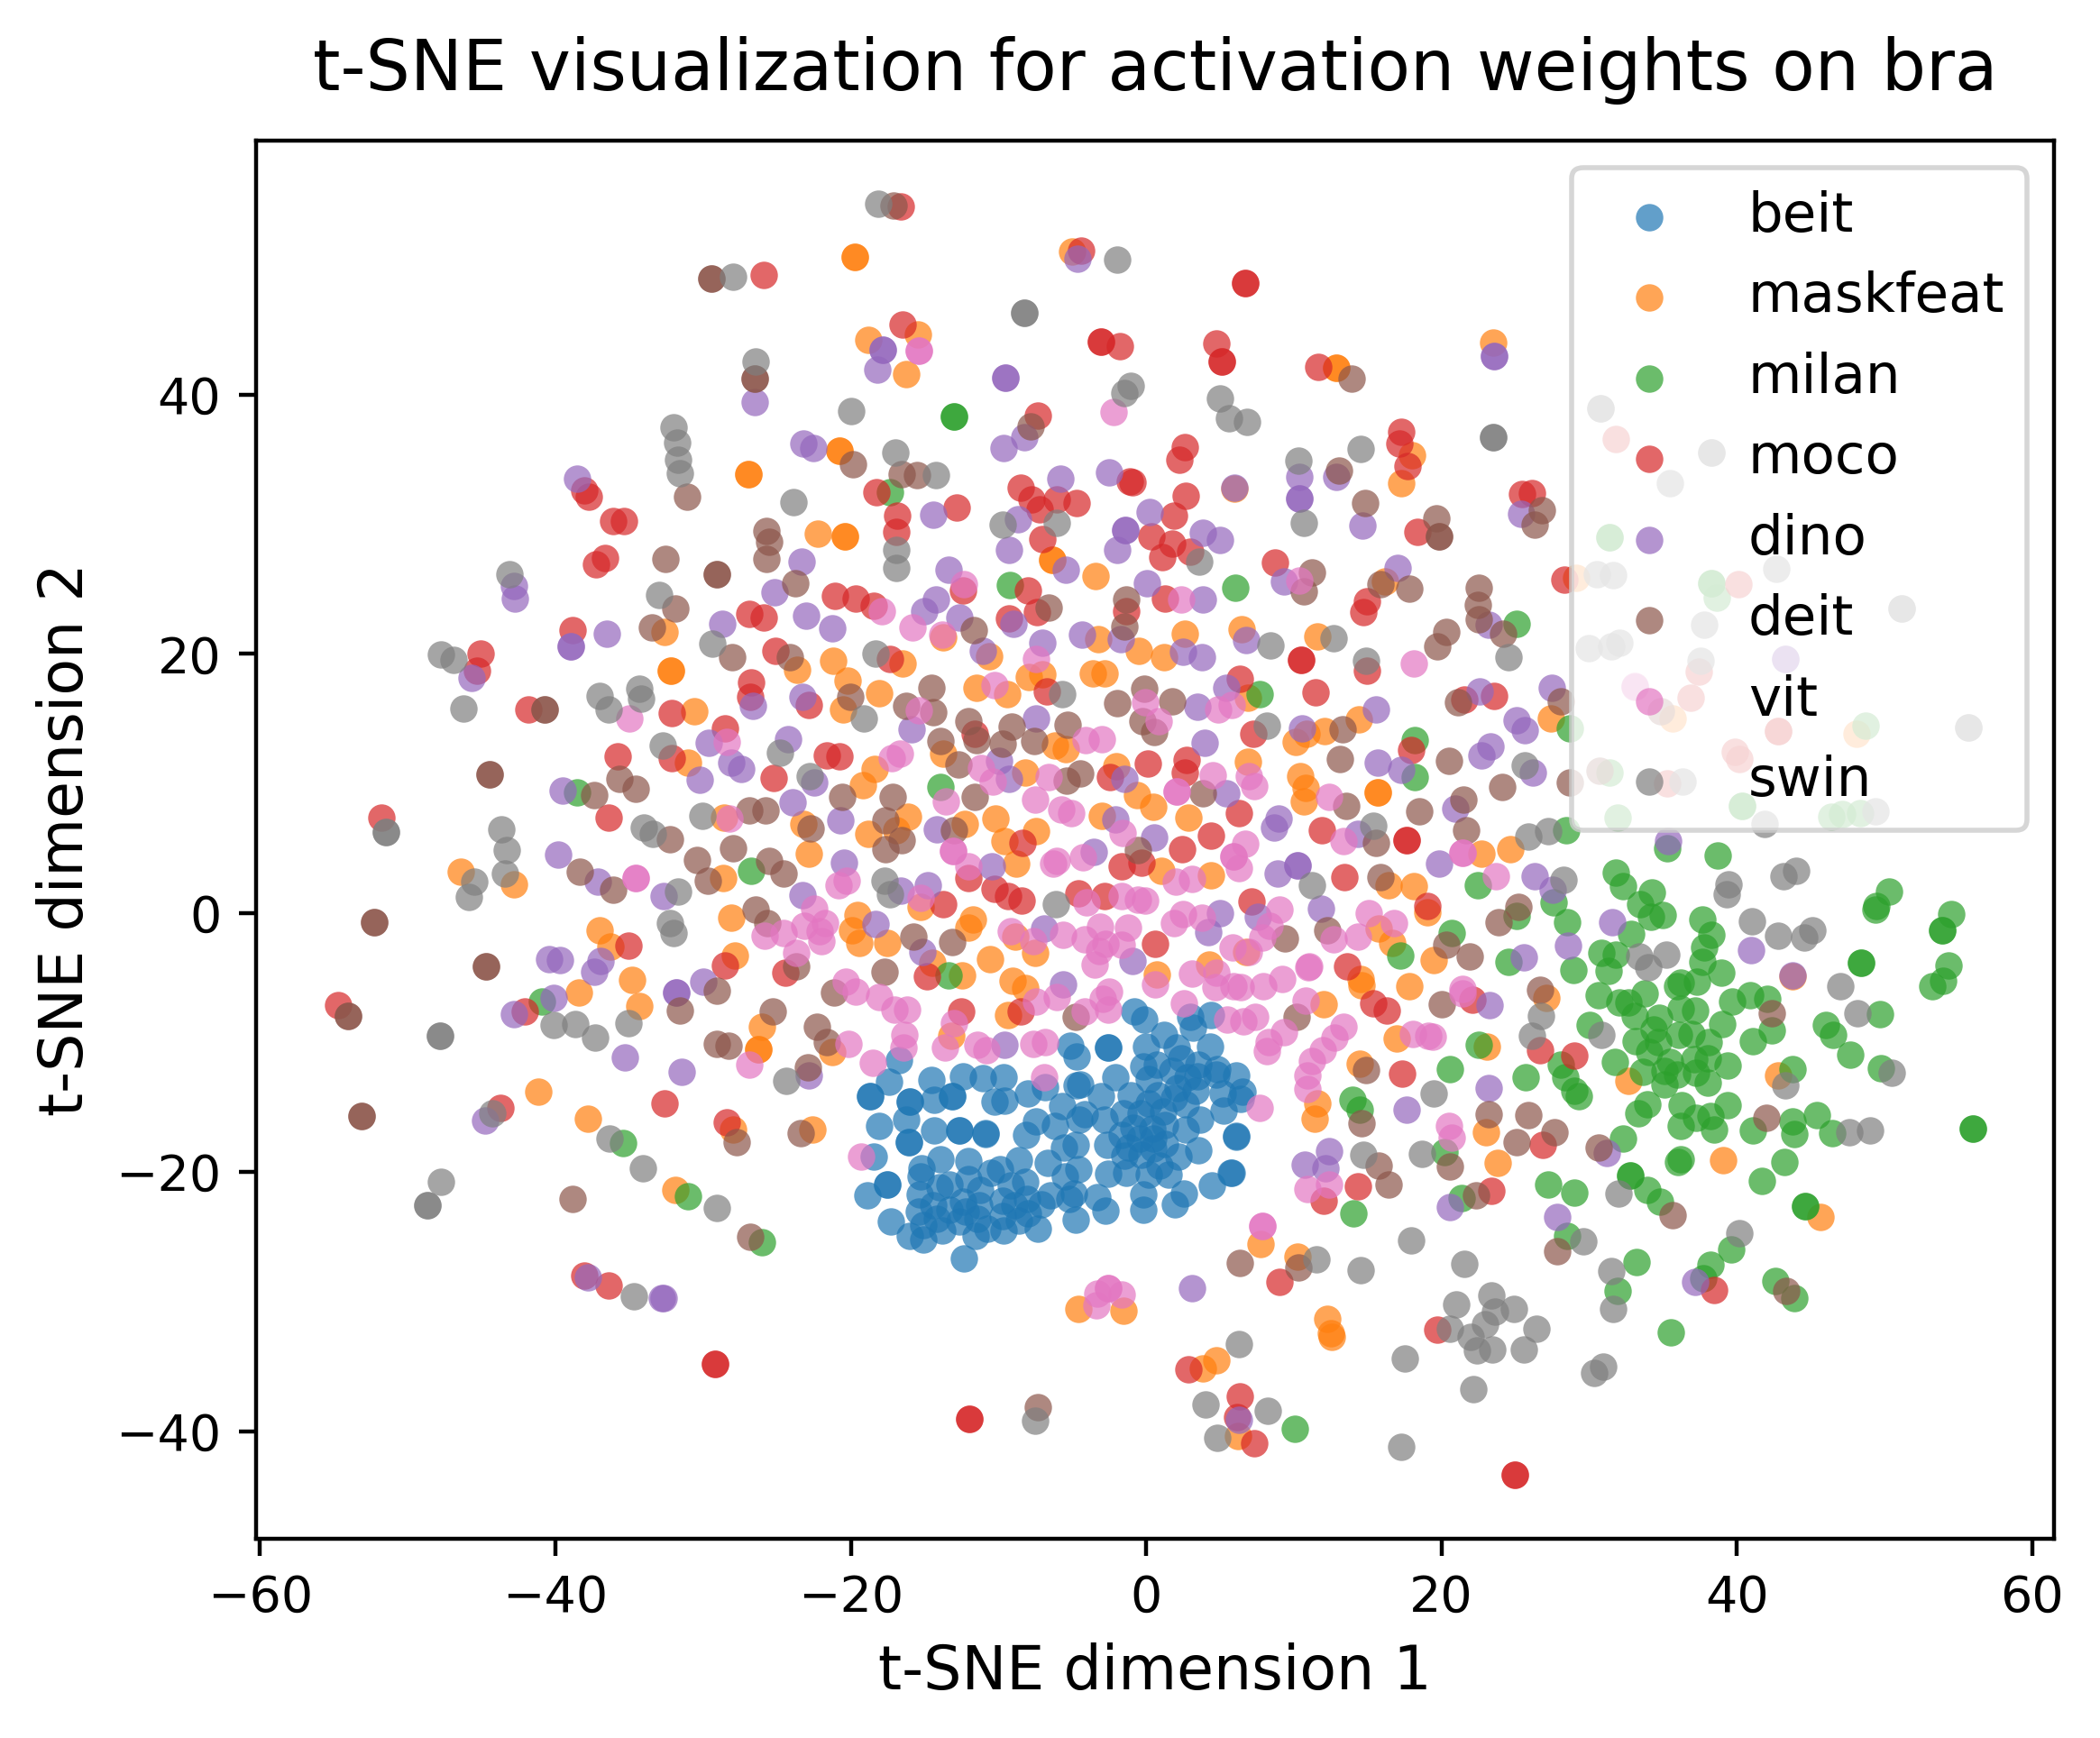 t-SNE visualization for activation weights on bra
t-SNE dimension 2
40
20
0
−20
−40
beit
maskfeat
milan
moco
dino
deit
vit
swin
−60
−40
−20
0
20
40
60
t-SNE dimension 1